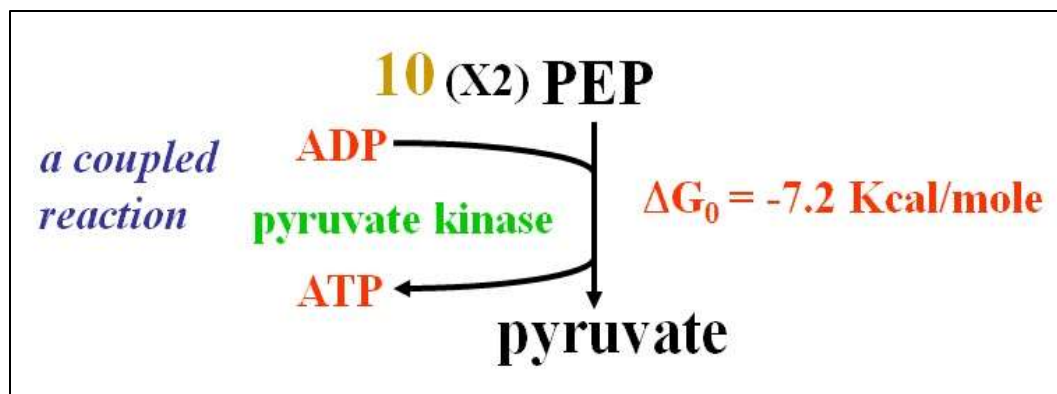 10 (X2) PEP
ADP
a coupled
reaction
pyruvate kinase
ΔG₀ = -7.2 Kcal/mole
ATP
pyruvate